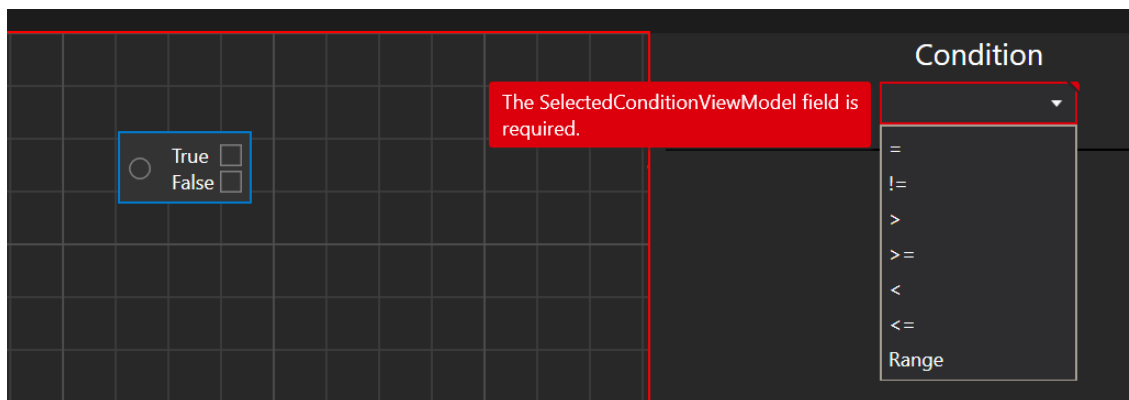 Condition
The SelectedConditionViewModel field is
required.
True
False
=
!=
>
>=
<
<=
Range